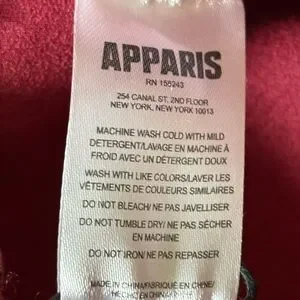 APPARIS
RN 155243
254 CANAL ST. 2ND FLOOR
NEW YORK, NEW YORK 10013
MACHINE WASH COLD WITH MILD
DETERGENT/LAVAGE EN MACHINE À
FROID AVEC UN DÉTERGENT DOUX
WASH WITH LIKE COLORS/LAVER LES
VÊTEMENTS DE COULEURS SIMILAIRES
DO NOT BLEACH/ NE PAS JAVELLISER
DO NOT TUMBLE DRY/ NE PAS SÉCHER
EN MACHINE
DO NOT IRON/ NE PAS REPASSER
MADE IN CHINA/FABRIQUÉ EN CHINE/
HECHO EN CHINA